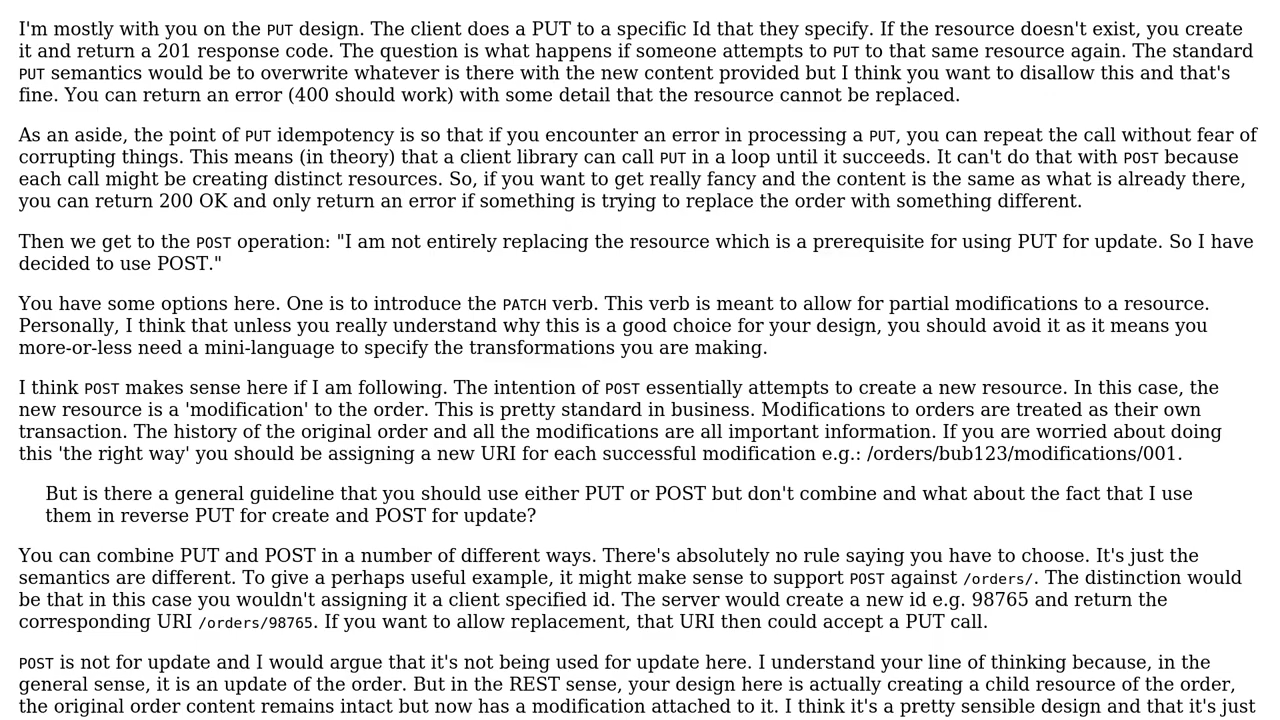 I'm mostly with you on the PUT design. The client does a PUT to a specific Id that they specify. If the resource doesn't exist, you create
it and return a 201 response code. The question is what happens if someone attempts to PUT to that same resource again. The standard
PUT semantics would be to overwrite whatever is there with the new content provided but I think you want to disallow this and that's
fine. You can return an error (400 should work) with some detail that the resource cannot be replaced.
As an aside, the point of PUT idempotency is so that if you encounter an error in processing a PUT, you can repeat the call without fear of
corrupting things. This means (in theory) that a client library can call PUT in a loop until it succeeds. It can't do that with POST because
each call might be creating distinct resources. So, if you want to get really fancy and the content is the same as what is already there,
you can return 200 OK and only return an error if something is trying to replace the order with something different.
Then we get to the POST operation: "I am not entirely replacing the resource which is a prerequisite for using PUT for update. So I have
decided to use POST."
You have some options here. One is to introduce the PATCH verb. This verb is meant to allow for partial modifications to a resource.
Personally, I think that unless you really understand why this is a good choice for your design, you should avoid it as it means you
more-or-less need a mini-language to specify the transformations you are making.
I think POST makes sense here if I am following. The intention of POST essentially attempts to create a new resource. In this case, the
new resource is a 'modification' to the order. This is pretty standard in business. Modifications to orders are treated as their own
transaction. The history of the original order and all the modifications are all important information. If you are worried about doing
this 'the right way' you should be assigning a new URI for each successful modification e.g.: /orders/bub123/modifications/001.
But is there a general guideline that you should use either PUT or POST but don't combine and what about the fact that I use
them in reverse PUT for create and POST for update?
You can combine PUT and POST in a number of different ways. There's absolutely no rule saying you have to choose. It's just the
semantics are different. To give a perhaps useful example, it might make sense to support POST against /orders/. The distinction would
be that in this case you wouldn't assigning it a client specified id. The server would create a new id e.g. 98765 and return the
corresponding URI /orders/98765. If you want to allow replacement, that URI then could accept a PUT call.
POST is not for update and I would argue that it's not being used for update here. I understand your line of thinking because, in the
general sense, it is an update of the order. But in the REST sense, your design here is actually creating a child resource of the order,
the original order content remains intact but now has a modification attached to it. I think it's a pretty sensible design and that it's just